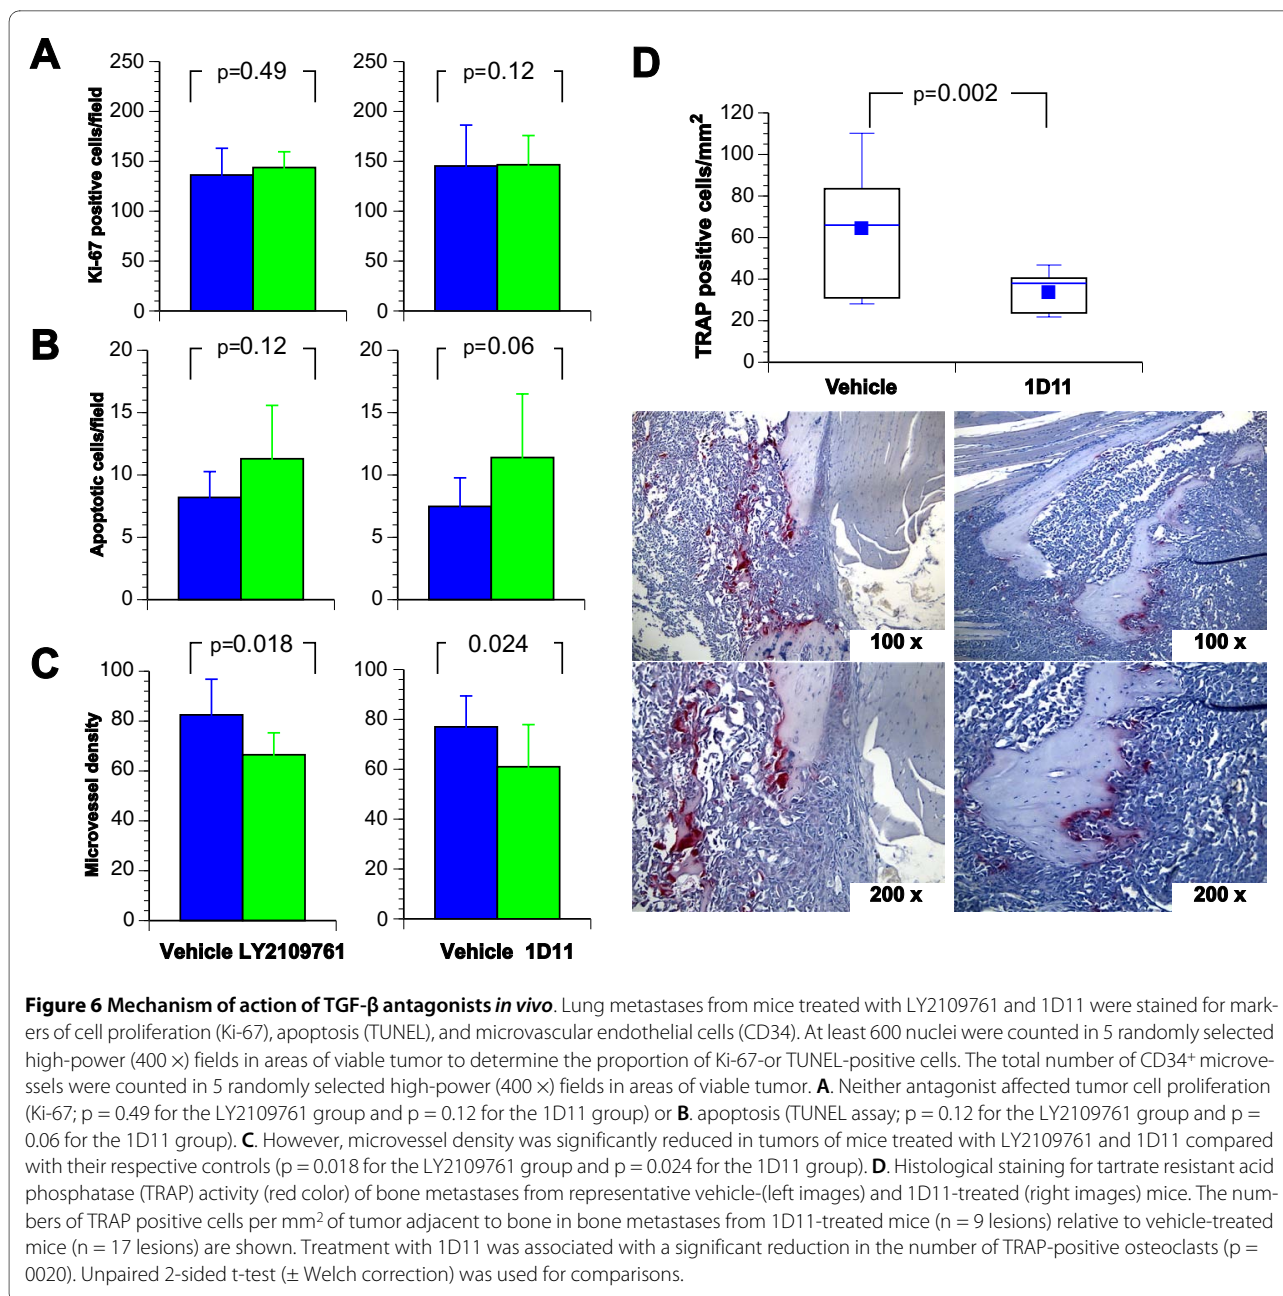 A
250
200
150
100
50
0
Ki-67 positive cells/field
p=0.49
250
200
150
100
50
0
p=0.12
B
20
15
10
5
0
Apoptotic cells/field
p=0.12
20
15
10
5
0
p=0.06
C
100
80
60
40
20
0
Microvessel density
p=0.018
Vehicle LY2109761
100
80
60
40
20
0
0.024
Vehicle 1D11
D
120
100
80
60
40
20
0
TRAP positive cells/mm²
p=0.002
Vehicle
1D11
100 x
100 x
200 x
200 x
Figure 6 Mechanism of action of TGF-β antagonists in vivo. Lung metastases from mice treated with LY2109761 and 1D11 were stained for mark-
ers of cell proliferation (Ki-67), apoptosis (TUNEL), and microvascular endothelial cells (CD34). At least 600 nuclei were counted in 5 randomly selected
high-power (400 ×) fields in areas of viable tumor to determine the proportion of Ki-67-or TUNEL-positive cells. The total number of CD34⁺ microve-
ssels were counted in 5 randomly selected high-power (400 ×) fields in areas of viable tumor. A. Neither antagonist affected tumor cell proliferation
(Ki-67; p = 0.49 for the LY2109761 group and p = 0.12 for the 1D11 group) or B. apoptosis (TUNEL assay; p = 0.12 for the LY2109761 group and p =
0.06 for the 1D11 group). C. However, microvessel density was significantly reduced in tumors of mice treated with LY2109761 and 1D11 compared
with their respective controls (p = 0.018 for the LY2109761 group and p = 0.024 for the 1D11 group). D. Histological staining for tartrate resistant acid
phosphatase (TRAP) activity (red color) of bone metastases from representative vehicle-(left images) and 1D11-treated (right images) mice. The num-
bers of TRAP positive cells per mm² of tumor adjacent to bone in bone metastases from 1D11-treated mice (n = 9 lesions) relative to vehicle-treated
mice (n = 17 lesions) are shown. Treatment with 1D11 was associated with a significant reduction in the number of TRAP-positive osteoclasts (p =
0020). Unpaired 2-sided t-test (± Welch correction) was used for comparisons.